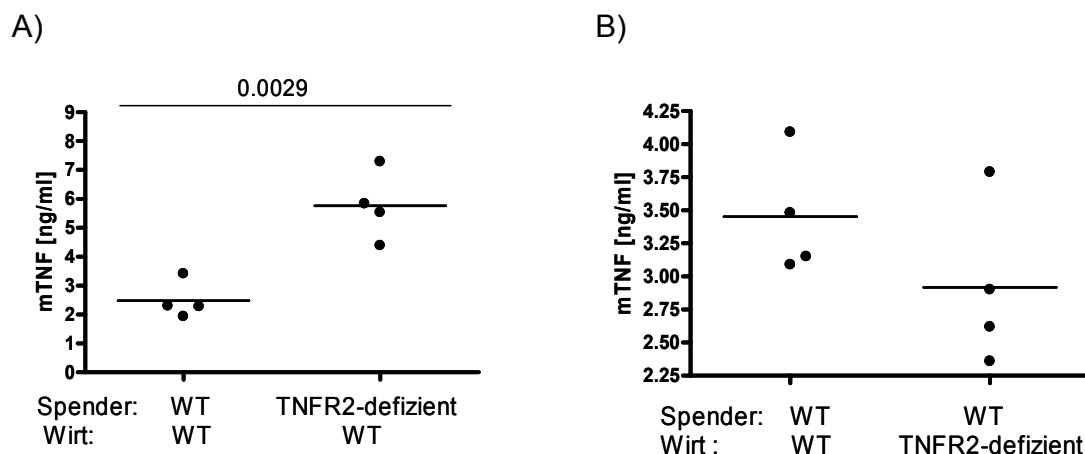 A)
0.0029
9
8
7
6
5
4
3
2
1
0
mTNF [ng/ml]
Spender: WT TNFR2-defizient
Wirt: WT WT
B)
4.25
4.00
3.75
3.50
3.25
3.00
2.75
2.50
2.25
mTNF [ng/ml]
Spender: WT WT
Wirt : WT TNFR2-defizient